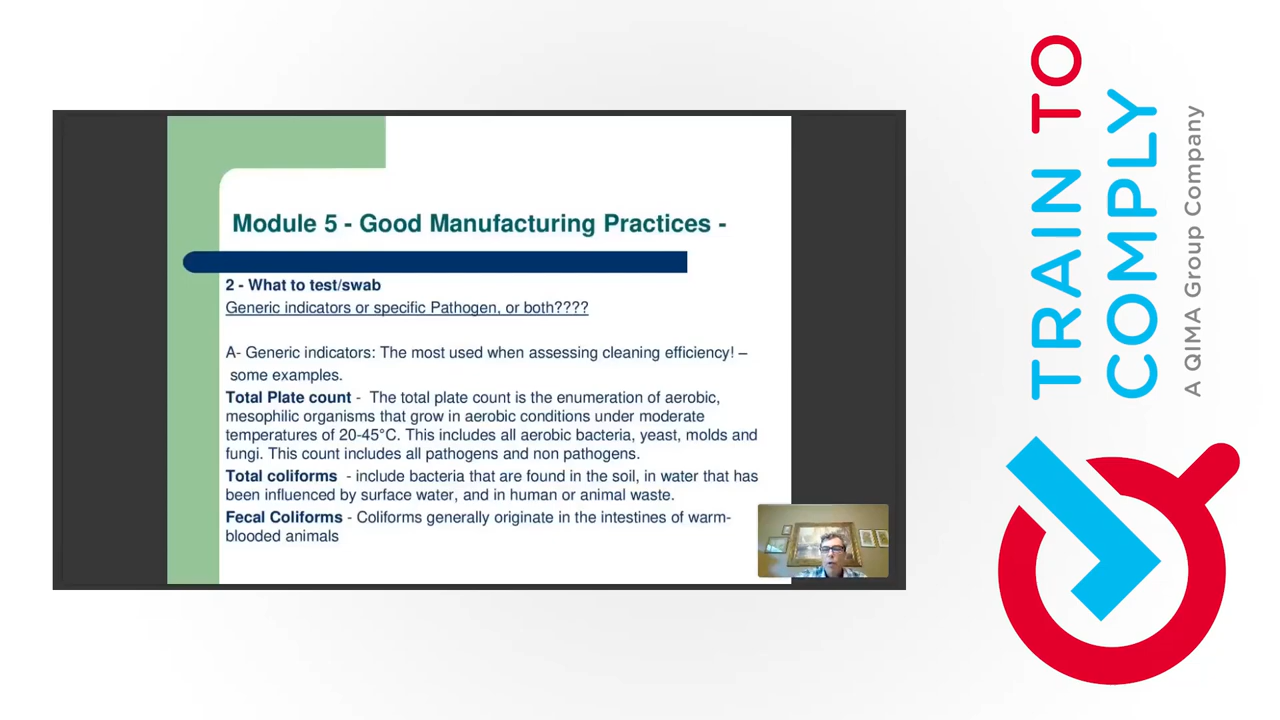 Module 5 - Good Manufacturing Practices -
2 - What to test/swab
Generic indicators or specific Pathogen, or both????
A- Generic indicators: The most used when assessing cleaning efficiency! –
some examples.
Total Plate count - The total plate count is the enumeration of aerobic,
mesophilic organisms that grow in aerobic conditions under moderate
temperatures of 20-45°C. This includes all aerobic bacteria, yeast, molds and
fungi. This count includes all pathogens and non pathogens.
Total coliforms - include bacteria that are found in the soil, in water that has
been influenced by surface water, and in human or animal waste.
Fecal Coliforms - Coliforms generally originate in the intestines of warm-
blooded animals
TRAIN TO
COMPLY
A QIMA Group Company